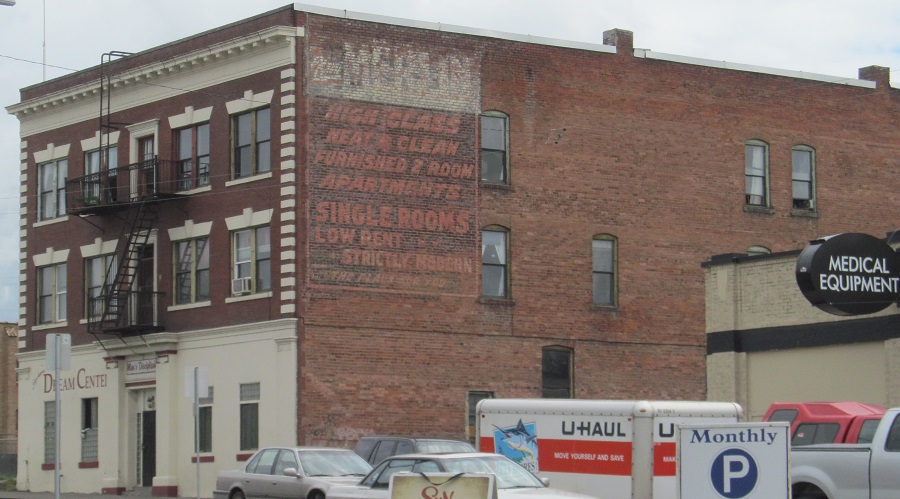 HIGH CLASS
NEAT & CLEAN
FURNISHED 2 ROOM
APARTMENTS
SINGLE ROOMS
LOW RENT
STRICTLY MODERN
MEDICAL
EQUIPMENT
DREAM CENTER
U-HAUL
MOVE YOURSELF AND SAVE
U
Monthly
P